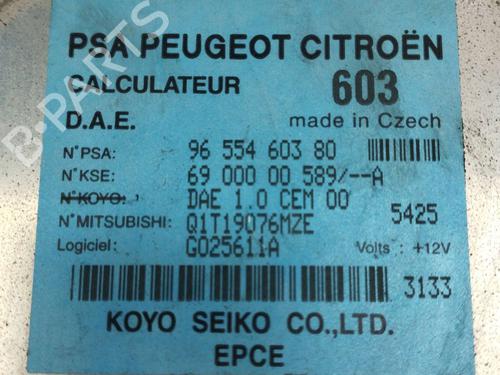 PSA PEUGEOT CITROËN
CALCULATEUR 603
D.A.E. made in Czech
N°PSA: 96 554 603 80
N°KSE: 69 000 00 589/--A
N°KOYO: DAE 1.0 CEM 00
N°MITSUBISHI: Q1T19076MZE 5425
Logiciel: G025611A Volts : +12V
3133
KOYO SEIKO CO.,LTD.
EPCE
B-PARTS